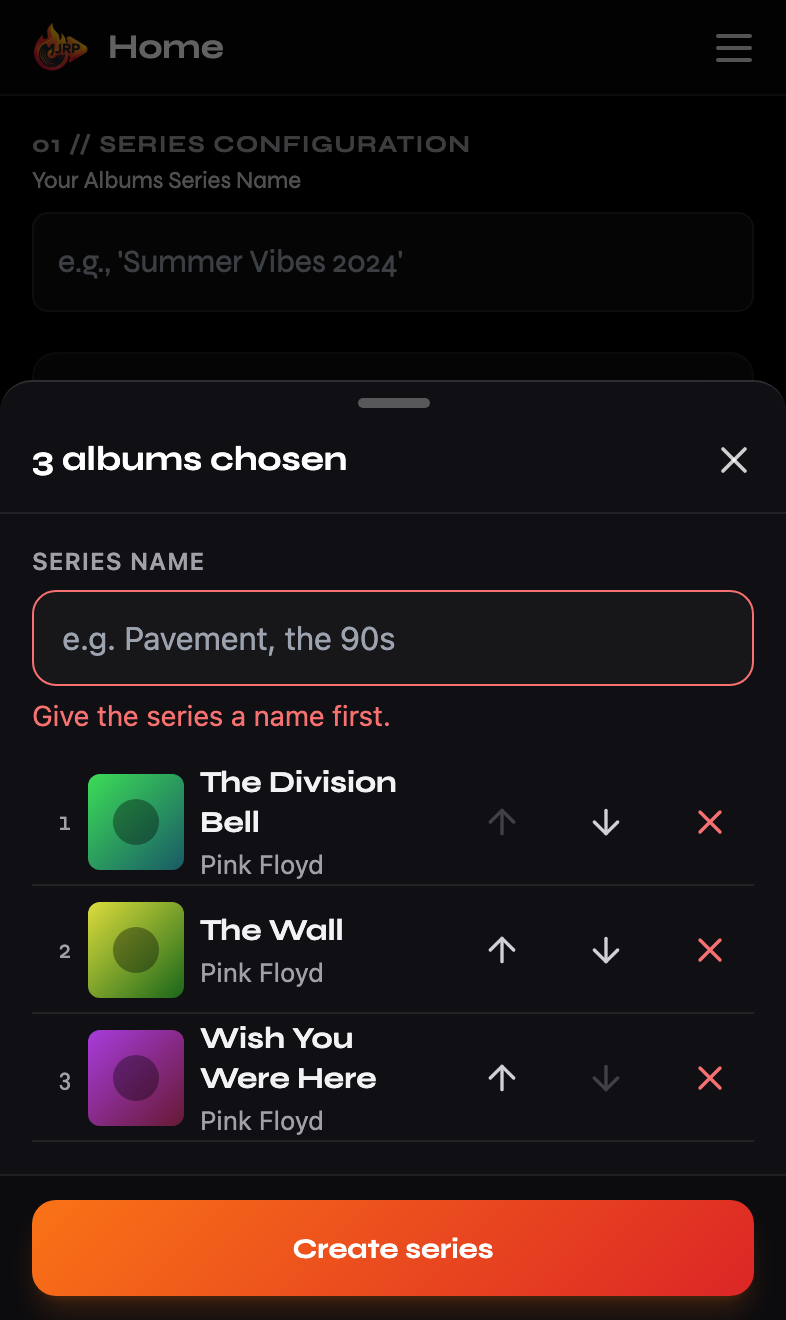 MJRP
Home
01 // SERIES CONFIGURATION
Your Albums Series Name
e.g., 'Summer Vibes 2024'
3 albums chosen
SERIES NAME
e.g. Pavement, the 90s
Give the series a name first.
1
The Division
Bell
Pink Floyd
2
The Wall
Pink Floyd
3
Wish You
Were Here
Pink Floyd
Create series